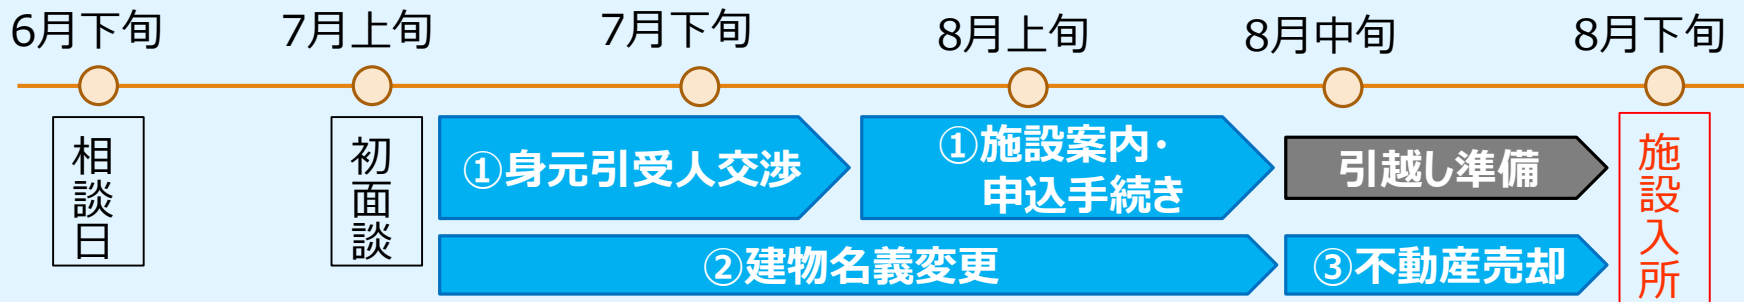 6月下旬
7月上旬
7月下旬
8月上旬
8月中旬
8月下旬
相談日
初面談
①身元引受人交渉
①施設案内・
申込手続き
引越し準備
施設入所
②建物名義変更
③不動産売却